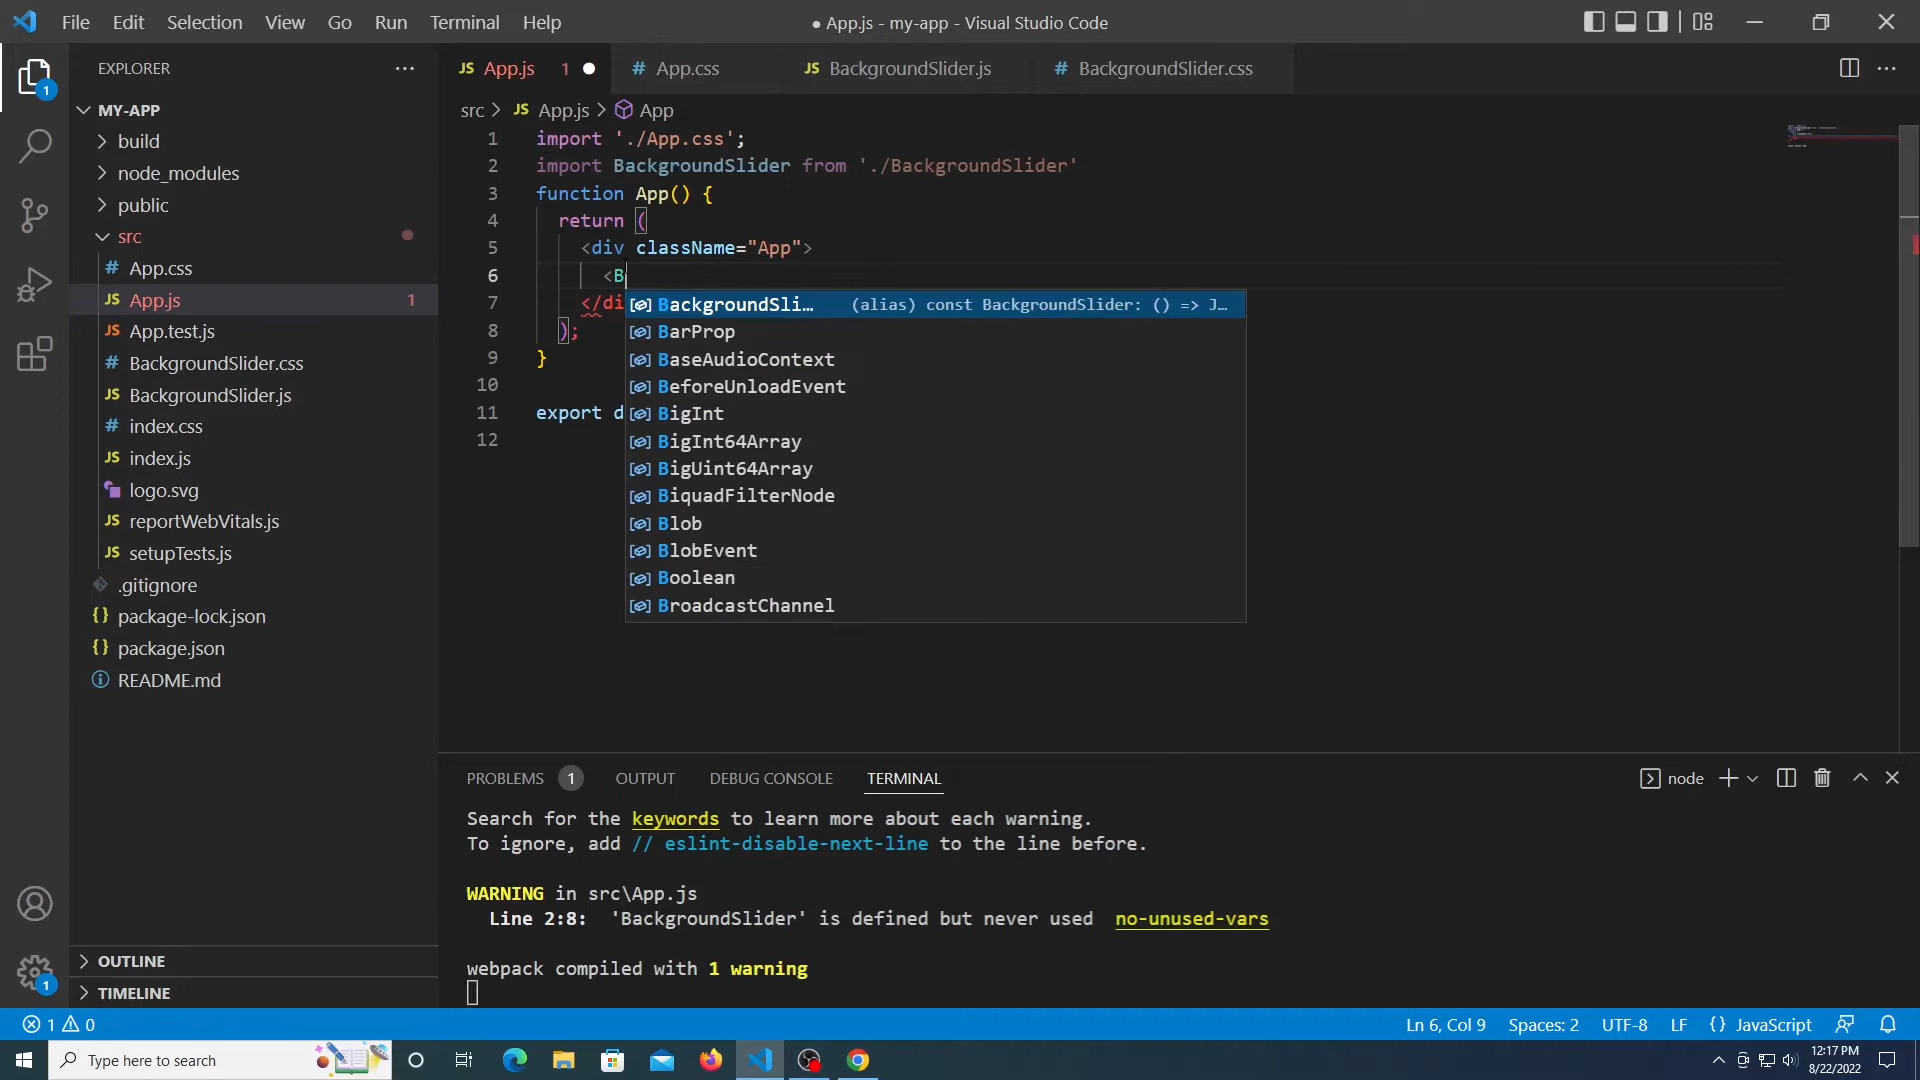 File Edit Selection View Go Run Terminal Help
● App.js - my-app - Visual Studio Code
EXPLORER
JS App.js 1
# App.css
JS BackgroundSlider.js
# BackgroundSlider.css
src > JS App.js > App
MY-APP
build
node_modules
public
src
# App.css
JS App.js 1
JS App.test.js
# BackgroundSlider.css
JS BackgroundSlider.js
# index.css
JS index.js
logo.svg
JS reportWebVitals.js
JS setupTests.js
.gitignore
{} package-lock.json
{} package.json
README.md
OUTLINE
TIMELINE
1
1
1 import './App.css';
2 import BackgroundSlider from './BackgroundSlider'
3 function App() {
4 return (
5 <div className="App">
6 <B
7 </di
8 );
9 }
10
11 export d
12
BackgroundSli… (alias) const BackgroundSlider: () => J…
BarProp
BaseAudioContext
BeforeUnloadEvent
BigInt
BigInt64Array
BigUint64Array
BiquadFilterNode
Blob
BlobEvent
Boolean
BroadcastChannel
PROBLEMS 1 OUTPUT DEBUG CONSOLE TERMINAL
node
Search for the keywords to learn more about each warning.
To ignore, add // eslint-disable-next-line to the line before.
WARNING in src\App.js
Line 2:8: 'BackgroundSlider' is defined but never used no-unused-vars
webpack compiled with 1 warning
1 0
Ln 6, Col 9 Spaces: 2 UTF-8 LF {} JavaScript
Type here to search
12:17 PM
8/22/2022